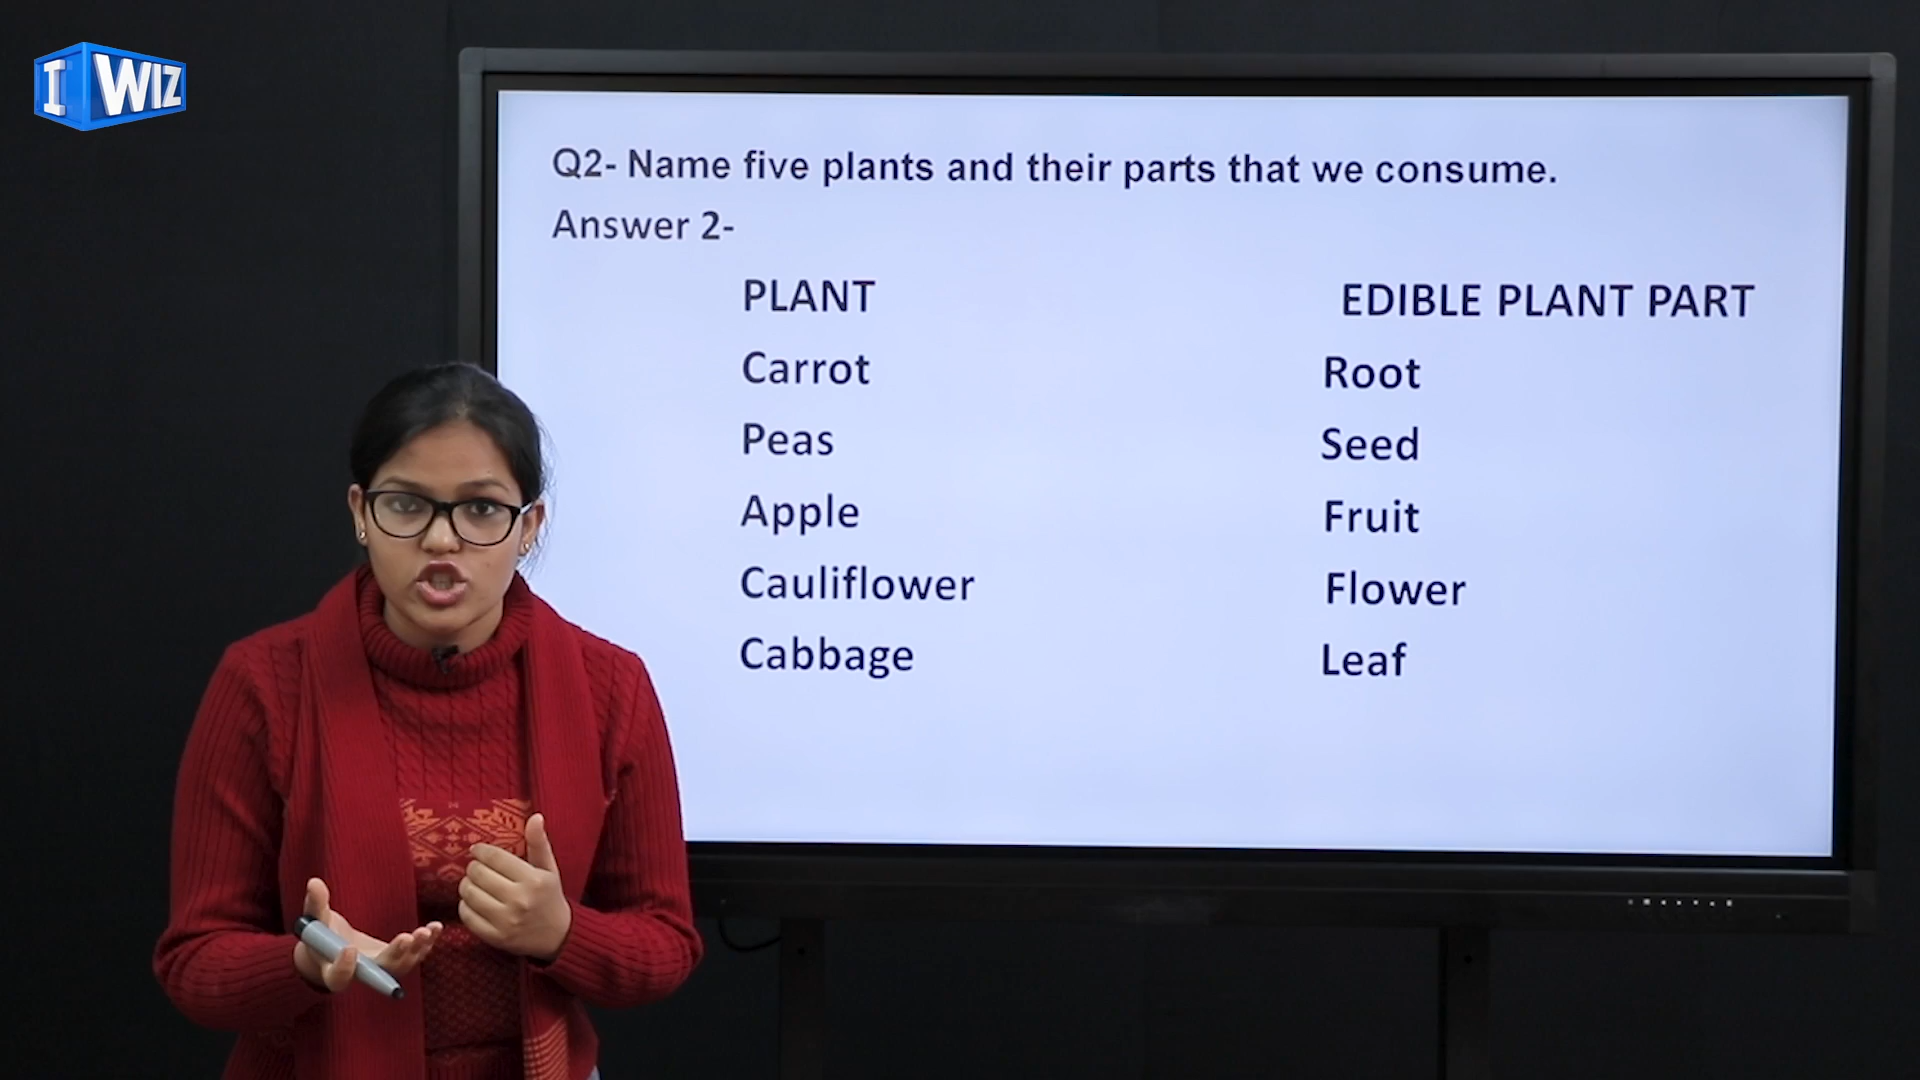 I WIZ
Q2- Name five plants and their parts that we consume.
Answer 2-
PLANT EDIBLE PLANT PART
Carrot Root
Peas Seed
Apple Fruit
Cauliflower Flower
Cabbage Leaf